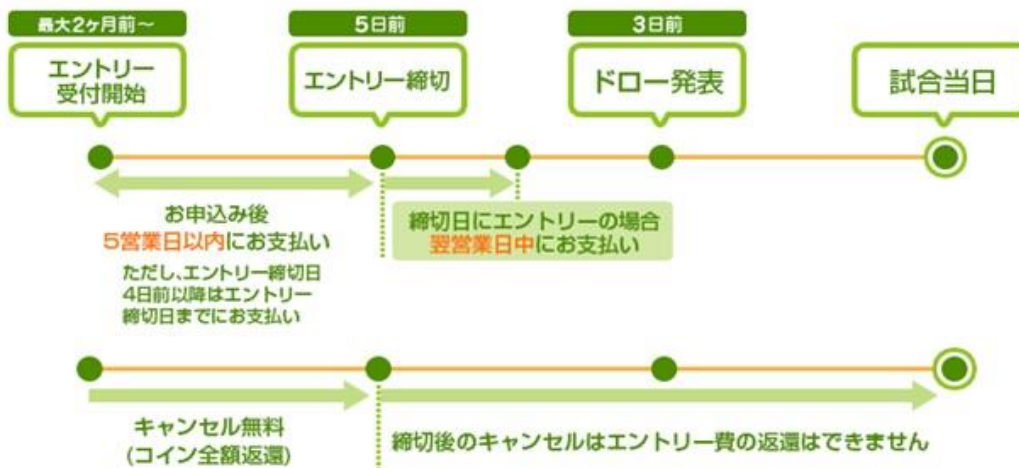 最大2ヶ月前～
エントリー
受付開始
5日前
エントリー締切
3日前
ドロー発表
試合当日
お申込み後
5営業日以内にお支払い
ただし、エントリー締切日
4日前以降はエントリー
締切日までにお支払い
締切日にエントリーの場合
翌営業日中にお支払い
キャンセル無料
(コイン全額返還)
締切後のキャンセルはエントリー費の返還はできません